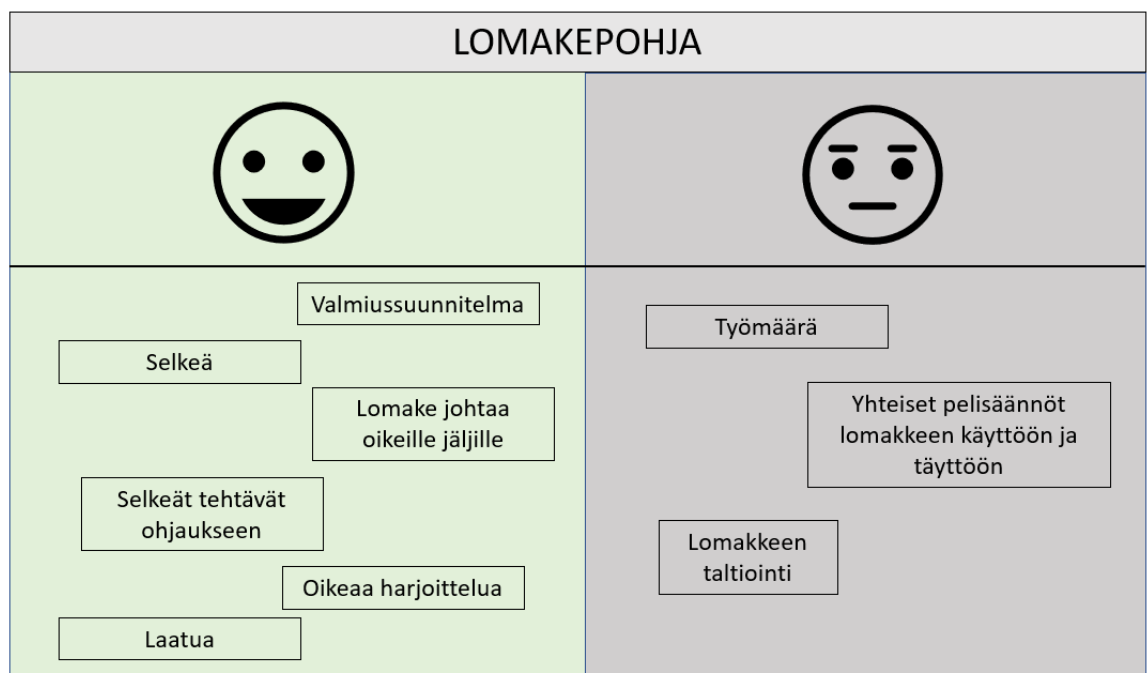 LOMAKEPOHJA
Valmiussuunnitelma
Selkeä
Lomake johtaa
oikeille jäljille
Selkeät tehtävät
ohjaukseen
Oikeaa harjoittelua
Laatua
Työmäärä
Yhteiset pelisäännöt
lomakkeen käyttöön ja
täyttöön
Lomakkeen
taltiointi